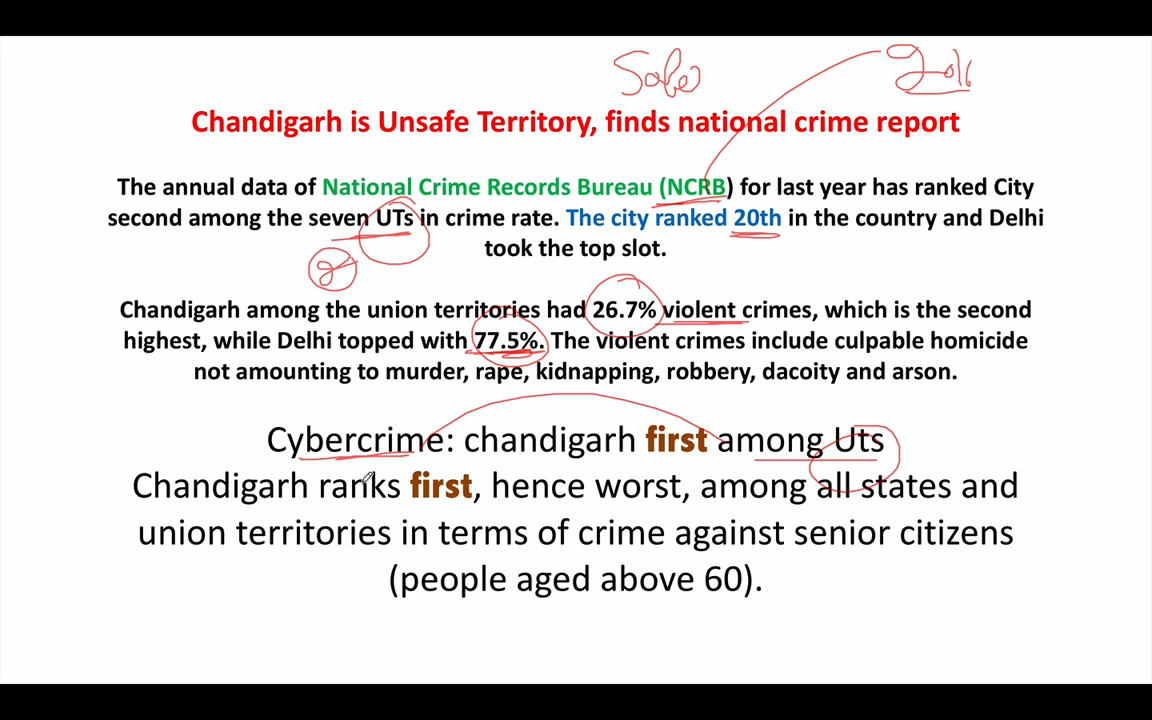 Chandigarh is Unsafe Territory, finds national crime report
The annual data of National Crime Records Bureau (NCRB) for last year has ranked City
second among the seven UTs in crime rate. The city ranked 20th in the country and Delhi
took the top slot.
Chandigarh among the union territories had 26.7% violent crimes, which is the second
highest, while Delhi topped with 77.5%. The violent crimes include culpable homicide
not amounting to murder, rape, kidnapping, robbery, dacoity and arson.
Cybercrime: chandigarh first among Uts
Chandigarh ranks first, hence worst, among all states and
union territories in terms of crime against senior citizens
(people aged above 60).